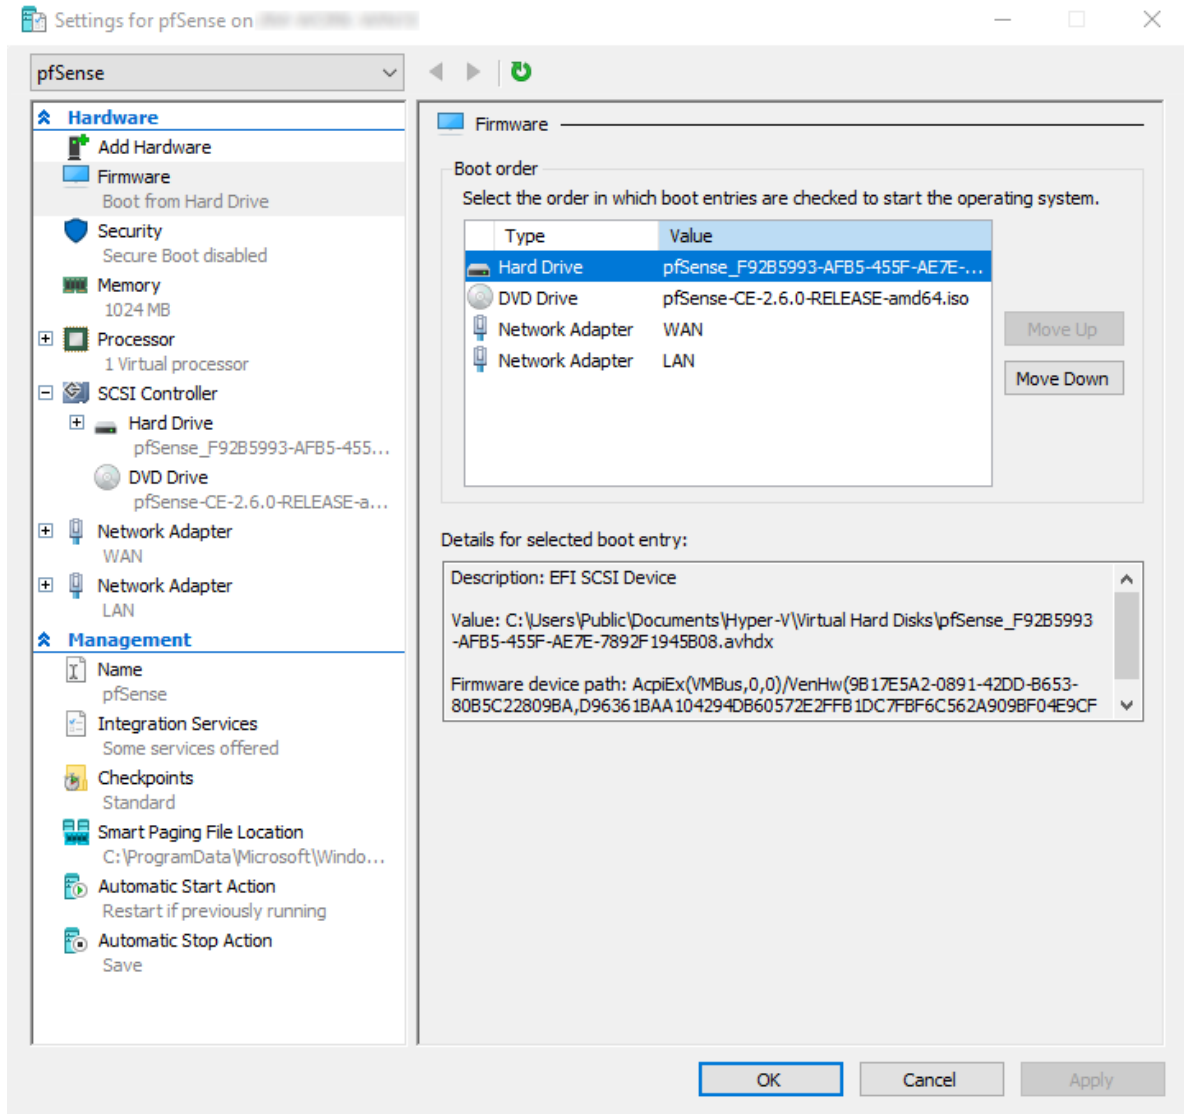 Settings for pfSense on
pfSense
Hardware
Add Hardware
Firmware
Boot from Hard Drive
Security
Secure Boot disabled
Memory
1024 MB
Processor
1 Virtual processor
SCSI Controller
Hard Drive
pfSense_F92B5993-AFB5-455...
DVD Drive
pfSense-CE-2.6.0-RELEASE-a...
Network Adapter
WAN
Network Adapter
LAN
Management
Name
pfSense
Integration Services
Some services offered
Checkpoints
Standard
Smart Paging File Location
C:\ProgramData\Microsoft\Windo...
Automatic Start Action
Restart if previously running
Automatic Stop Action
Save
Firmware
Boot order
Select the order in which boot entries are checked to start the operating system.
Type Value
Hard Drive pfSense_F92B5993-AFB5-455F-AE7E-...
DVD Drive pfSense-CE-2.6.0-RELEASE-amd64.iso
Network Adapter WAN
Network Adapter LAN
Move Up
Move Down
Details for selected boot entry:
Description: EFI SCSI Device
Value: C:\Users\Public\Documents\Hyper-V\Virtual Hard Disks\pfSense_F92B5993
-AFB5-455F-AE7E-7892F1945B08.avhdx
Firmware device path: AcpiEx(VMBus,0,0)/VenHw(9B17E5A2-0891-42DD-B653-
80B5C22809BA,D96361BAA104294DB60572E2FFB1DC7FBF6C562A909BF04E9CF
OK Cancel Apply